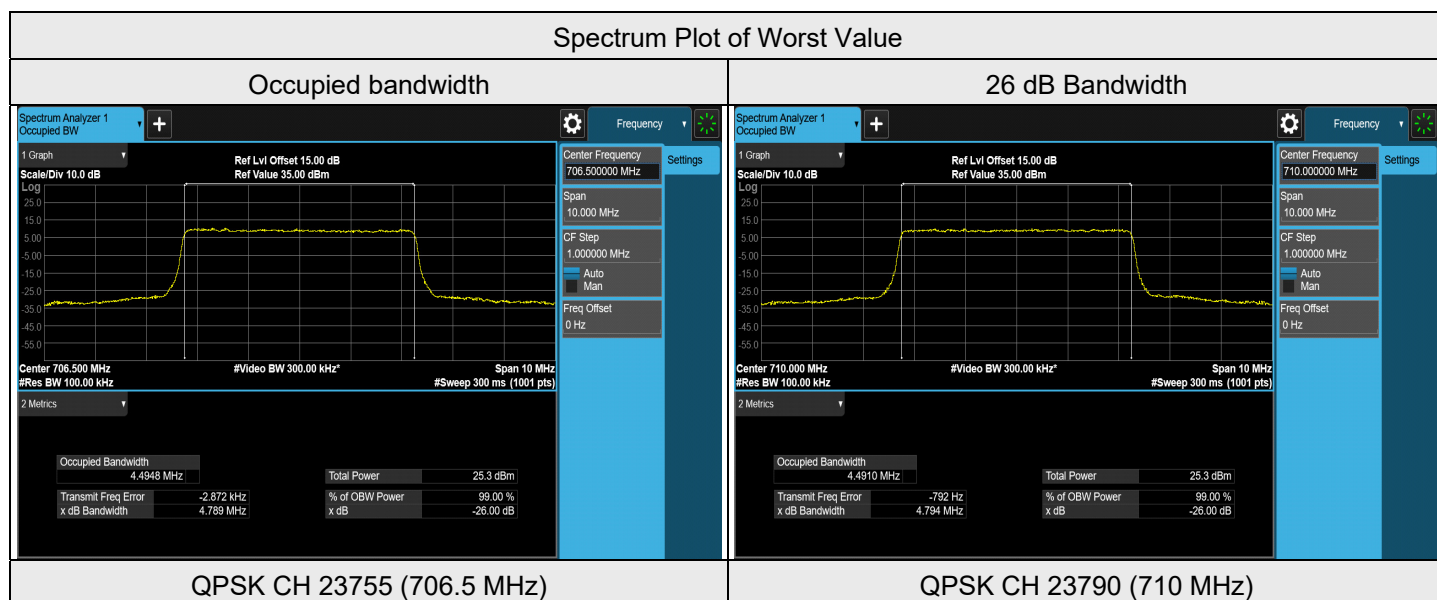 Spectrum Plot of Worst Value
Occupied bandwidth
26 dB Bandwidth
Spectrum Analyzer 1
Occupied BW
+
Frequency
1 Graph
Ref Lvl Offset 15.00 dB
Scale/Div 10.0 dB
Ref Value 35.00 dBm
Log
25.0
15.0
5.00
-5.00
-15.0
-25.0
-35.0
-45.0
-55.0
Center 706.500 MHz
#Video BW 300.00 kHz*
Span 10 MHz
#Res BW 100.00 kHz
#Sweep 300 ms (1001 pts)
Center Frequency
706.500000 MHz
Settings
Span
10.000 MHz
CF Step
1.000000 MHz
Auto
Man
Freq Offset
0 Hz
2 Metrics
Occupied Bandwidth
4.4948 MHz
Total Power 25.3 dBm
Transmit Freq Error -2.872 kHz
% of OBW Power 99.00 %
x dB Bandwidth 4.789 MHz
x dB -26.00 dB
QPSK CH 23755 (706.5 MHz)
Spectrum Analyzer 1
Occupied BW
+
Frequency
1 Graph
Ref Lvl Offset 15.00 dB
Scale/Div 10.0 dB
Ref Value 35.00 dBm
Log
25.0
15.0
5.00
-5.00
-15.0
-25.0
-35.0
-45.0
-55.0
Center 710.000 MHz
#Video BW 300.00 kHz*
Span 10 MHz
#Res BW 100.00 kHz
#Sweep 300 ms (1001 pts)
Center Frequency
710.000000 MHz
Settings
Span
10.000 MHz
CF Step
1.000000 MHz
Auto
Man
Freq Offset
0 Hz
2 Metrics
Occupied Bandwidth
4.4910 MHz
Total Power 25.3 dBm
Transmit Freq Error -792 Hz
% of OBW Power 99.00 %
x dB Bandwidth 4.794 MHz
x dB -26.00 dB
QPSK CH 23790 (710 MHz)